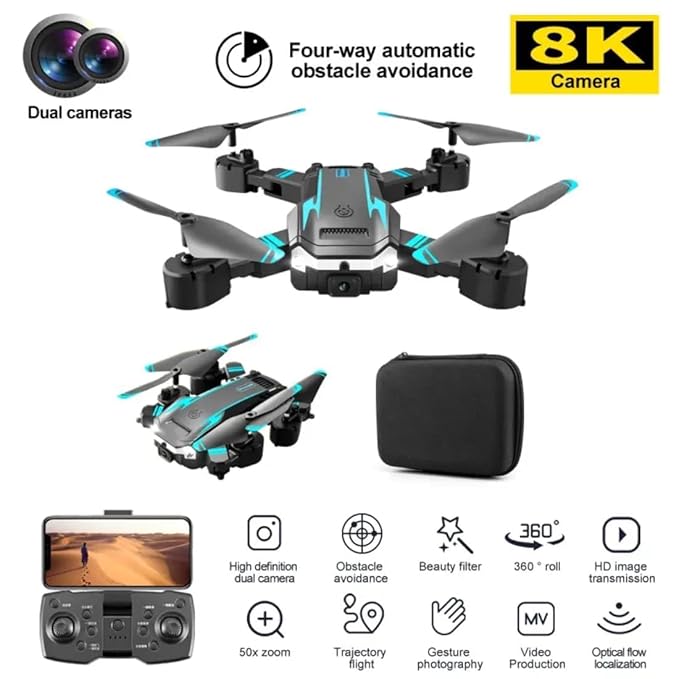 Dual cameras
Four-way automatic
obstacle avoidance
8K
Camera
High definition
dual camera
Obstacle
avoidance
Beauty filter
360°
360 ° roll
HD image
transmission
50x zoom
Trajectory
flight
Gesture
photography
MV
Video
Production
Optical flow
localization